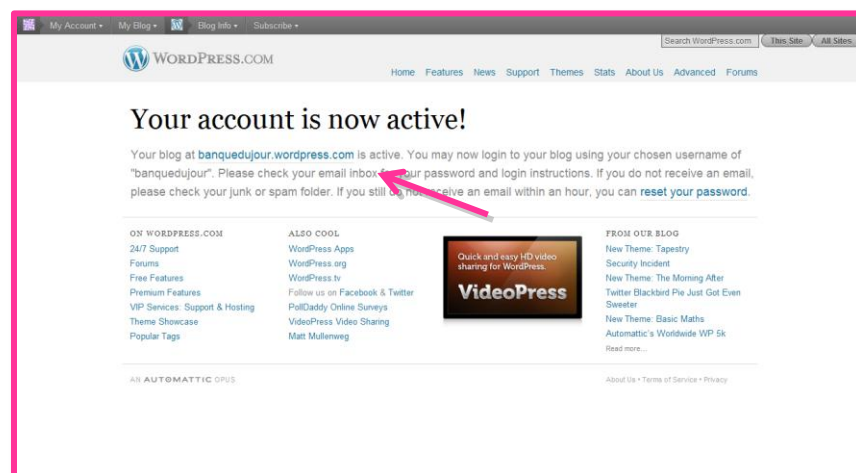 My Account My Blog Blog Info Subscribe
Search WordPress.com This Site All Sites
WORDPRESS.COM
Home Features News Support Themes Stats About Us Advanced Forums
Your account is now active!
Your blog at banquedujour.wordpress.com is active. You may now login to your blog using your chosen username of
"banquedujour". Please check your email inbox for your password and login instructions. If you do not receive an email,
please check your junk or spam folder. If you still do not receive an email within an hour, you can reset your password.
ON WORDPRESS.COM
24/7 Support
Forums
Free Features
Premium Features
VIP Services: Support & Hosting
Theme Showcase
Popular Tags
ALSO COOL
WordPress Apps
WordPress.org
WordPress.tv
Follow us on Facebook & Twitter
PollDaddy Online Surveys
VideoPress Video Sharing
Matt Mullenweg
Quick and easy HD video
sharing for WordPress.
VideoPress
FROM OUR BLOG
New Theme: Tapestry
Security Incident
New Theme: The Morning After
Twitter Blackbird Pie Just Got Even
Sweeter
New Theme: Basic Maths
Automattic's Worldwide WP 5k
Read more...
AN AUTOMATTIC OPUS
About Us • Terms of Service • Privacy